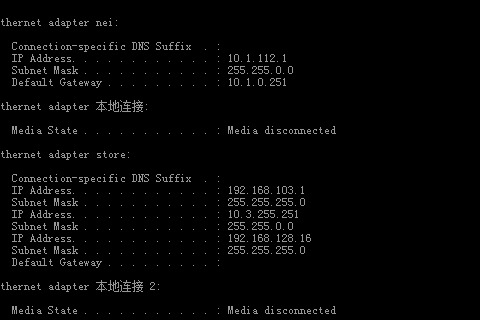 thernet adapter nei:
Connection-specific DNS Suffix . :
IP Address. . . . . . . . . . . . : 10.1.112.1
Subnet Mask . . . . . . . . . . . : 255.255.0.0
Default Gateway . . . . . . . . . : 10.1.0.251
thernet adapter 本地连接:
Media State . . . . . . . . . . . : Media disconnected
thernet adapter store:
Connection-specific DNS Suffix . :
IP Address. . . . . . . . . . . . : 192.168.103.1
Subnet Mask . . . . . . . . . . . : 255.255.255.0
IP Address. . . . . . . . . . . . : 10.3.255.251
Subnet Mask . . . . . . . . . . . : 255.255.0.0
IP Address. . . . . . . . . . . . : 192.168.128.16
Subnet Mask . . . . . . . . . . . : 255.255.255.0
Default Gateway . . . . . . . . . :
thernet adapter 本地连接 2:
Media State . . . . . . . . . . . : Media disconnected